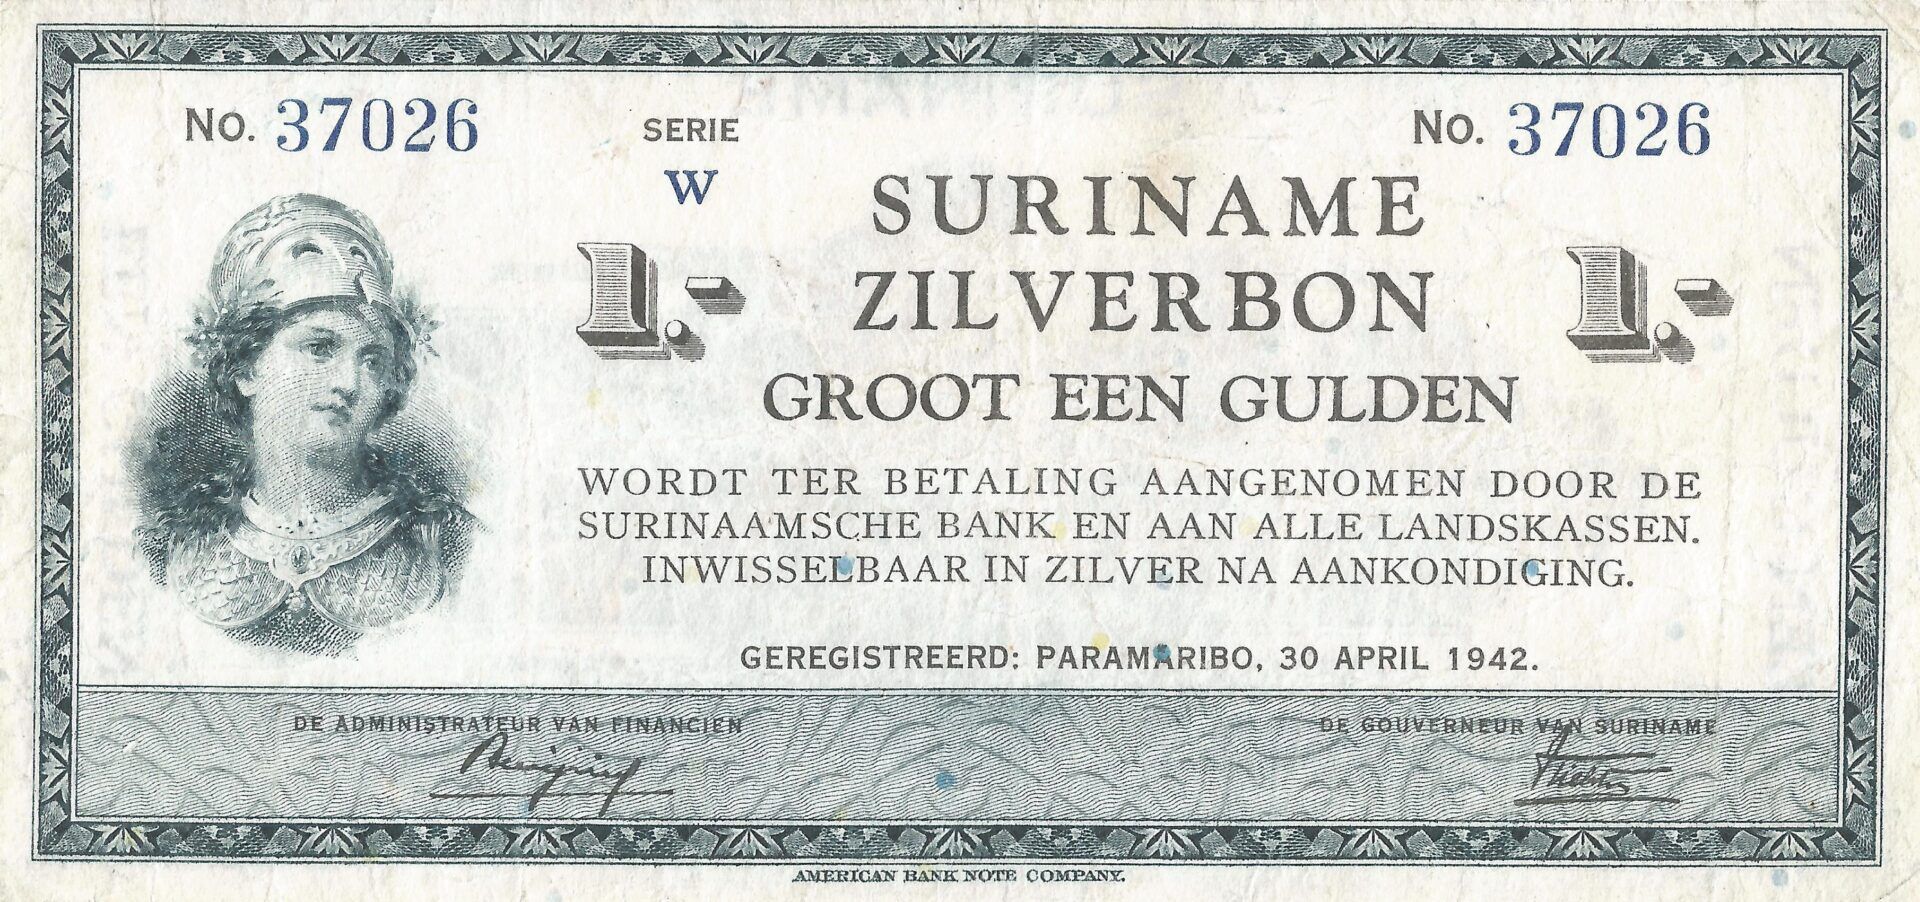 No. 37026 SERIE No. 37026
W
SURINAME
1.- ZILVERBON 1.-
GROOT EEN GULDEN
WORDT TER BETALING AANGENOMEN DOOR DE
SURINAAMSCHE BANK EN AAN ALLE LANDSKASSEN.
INWISSELBAAR IN ZILVER NA AANKONDIGING.
GEREGISTREERD: PARAMARIBO, 30 APRIL 1942.
DE ADMINISTRATEUR VAN FINANCIEN DE GOUVERNEUR VAN SURINAME
AMERICAN BANK NOTE COMPANY.